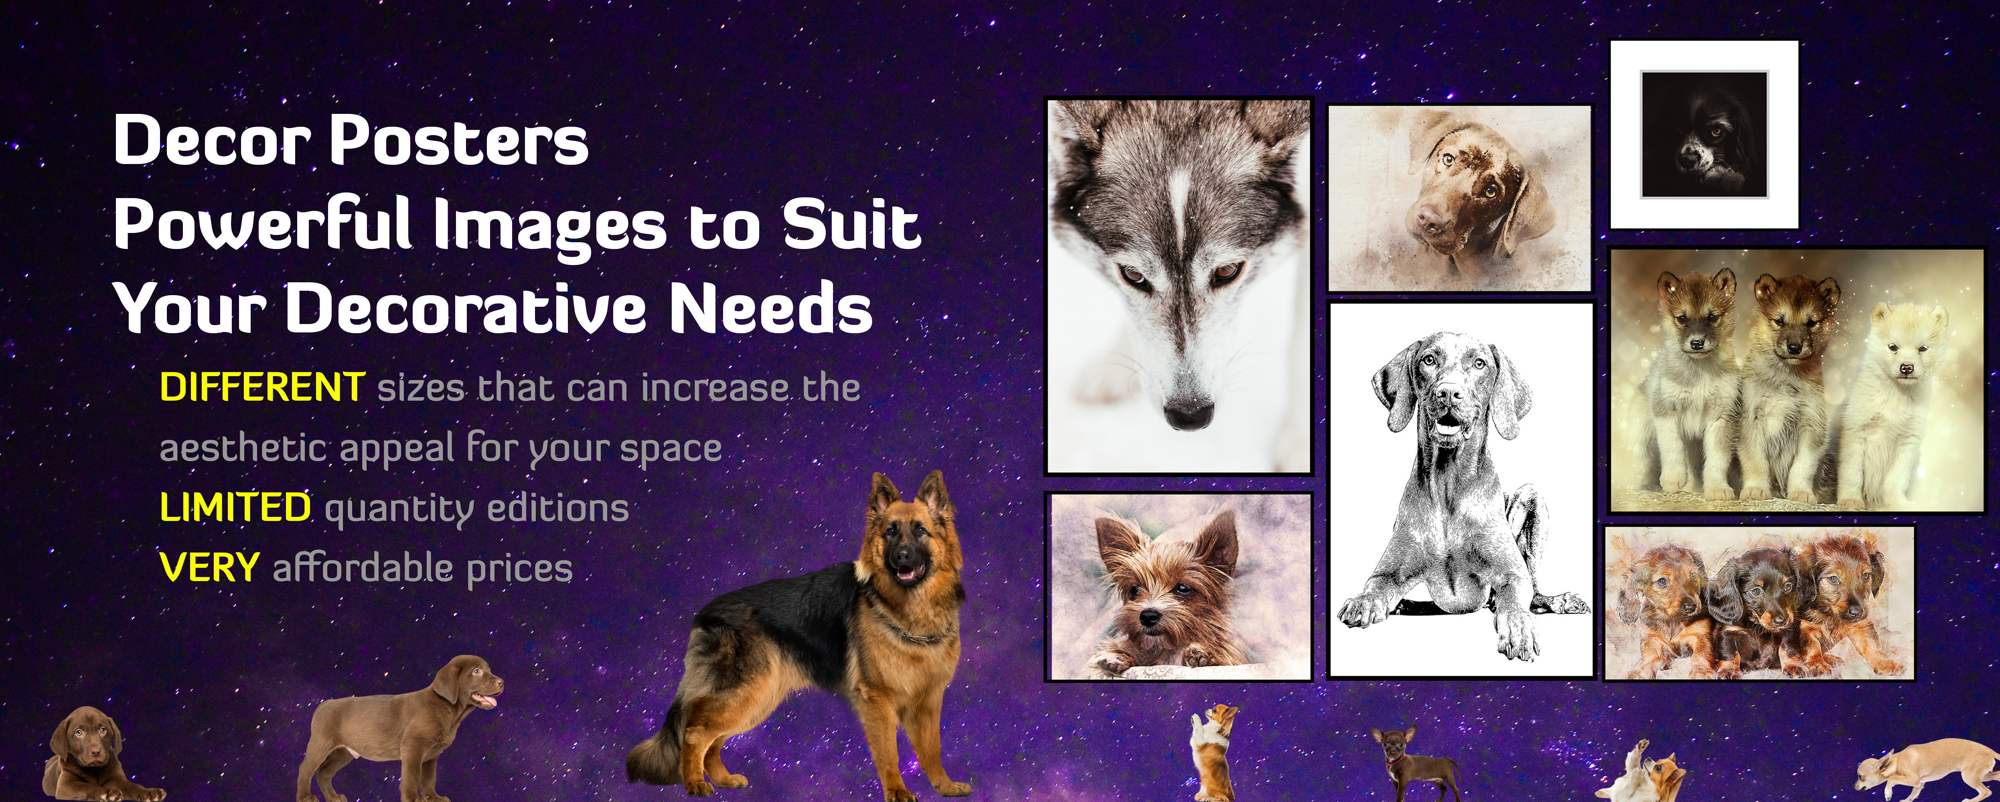 Decor Posters
Powerful Images to Suit
Your Decorative Needs
DIFFERENT sizes that can increase the
aesthetic appeal for your space
LIMITED quantity editions
VERY affordable prices